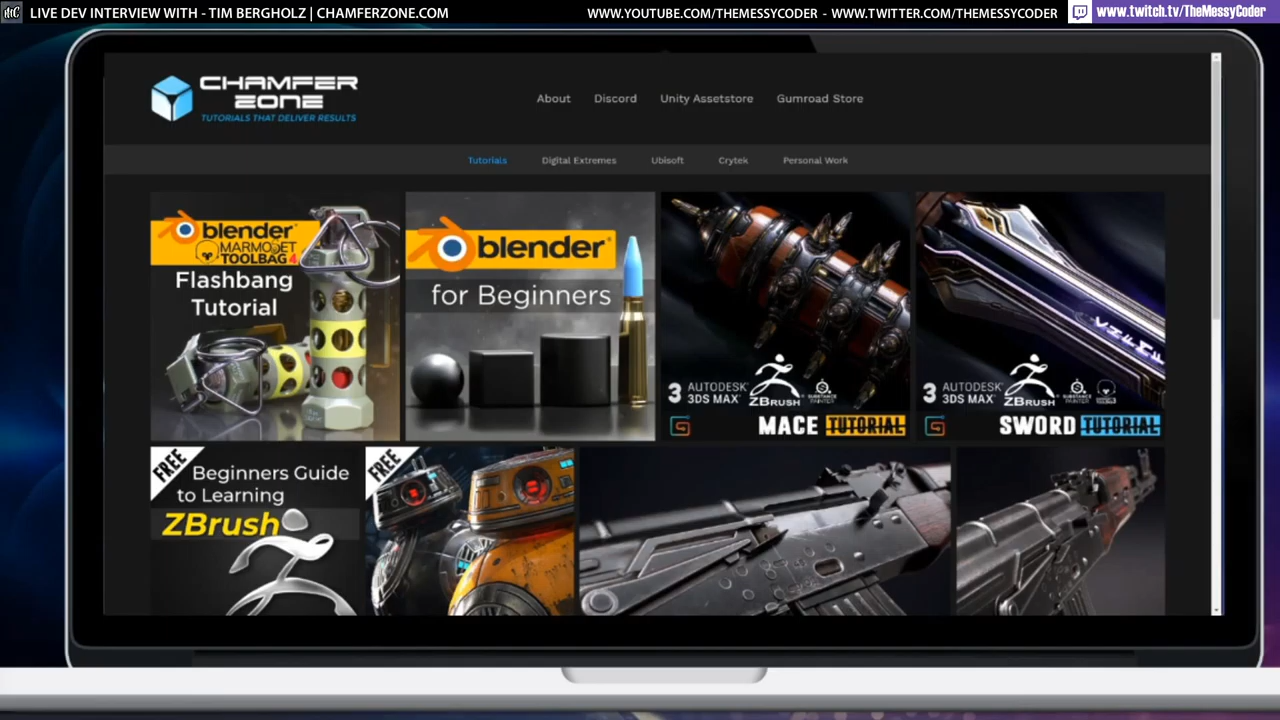 LIVE DEV INTERVIEW WITH - TIM BERGHOLZ | CHAMFERZONE.COM
WWW.YOUTUBE.COM/THEMESSYCODER - WWW.TWITTER.COM/THEMESSYCODER
www.twitch.tv/TheMessyCoder
CHAMFER
ZONE
TUTORIALS THAT DELIVER RESULTS
About
Discord
Unity Assetstore
Gumroad Store
Tutorials
Digital Extremes
Ubisoft
Crytek
Personal Work
blender
MARMOSET
TOOLBAG 4
Flashbang
Tutorial
blender
for Beginners
3 AUTODESK
3DS MAX
ZBRUSH
SUBSTANCE
PAINTER
MACE TUTORIAL
3 AUTODESK
3DS MAX
ZBRUSH
SUBSTANCE
PAINTER
SWORD TUTORIAL
FREE
Beginners Guide
to Learning
ZBrush
FREE